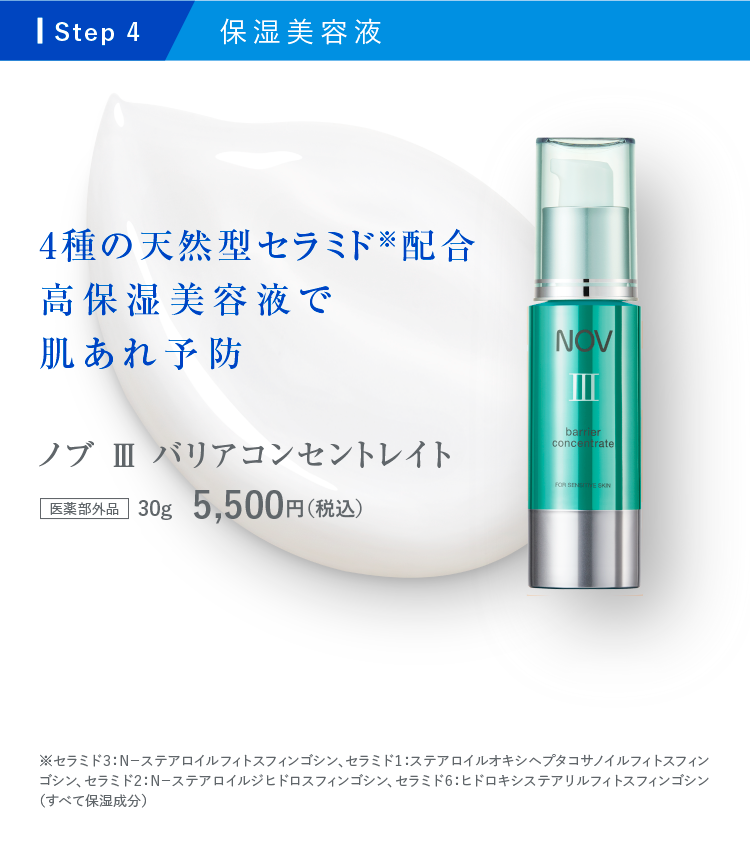 Step 4
保湿美容液
4種の天然型セラミド※配合
高保湿美容液で
肌あれ予防
ノブ Ⅲ バリアコンセントレイト
医薬部外品 30g 5,500円(税込)
NOV
III
barrier
concentrate
FOR SENSITIVE SKIN
※セラミド3:N−ステアロイルフィトスフィンゴシン、セラミド1:ステアロイルオキシヘプタコサノイルフィトスフィン
ゴシン、セラミド2:N−ステアロイルジヒドロスフィンゴシン、セラミド6:ヒドロキシステアリルフィトスフィンゴシン
(すべて保湿成分)